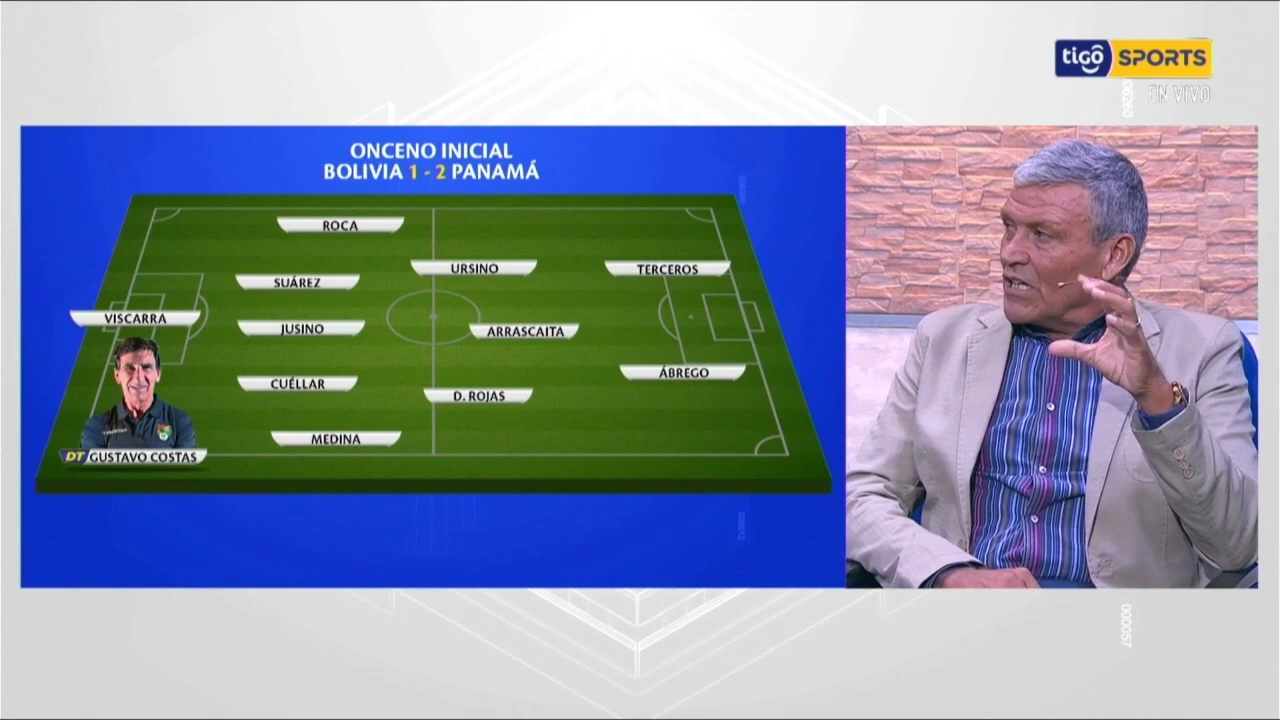 tigo SPORTS
EN VIVO
ONCENO INICIAL
BOLIVIA 1 - 2 PANAMÁ
ROCA
URSINO
TERCEROS
SUÁREZ
VISCARRA
JUSINO
ARRASCAITA
CUÉLLAR
ÁBREGO
D. ROJAS
MEDINA
DT GUSTAVO COSTAS
000057